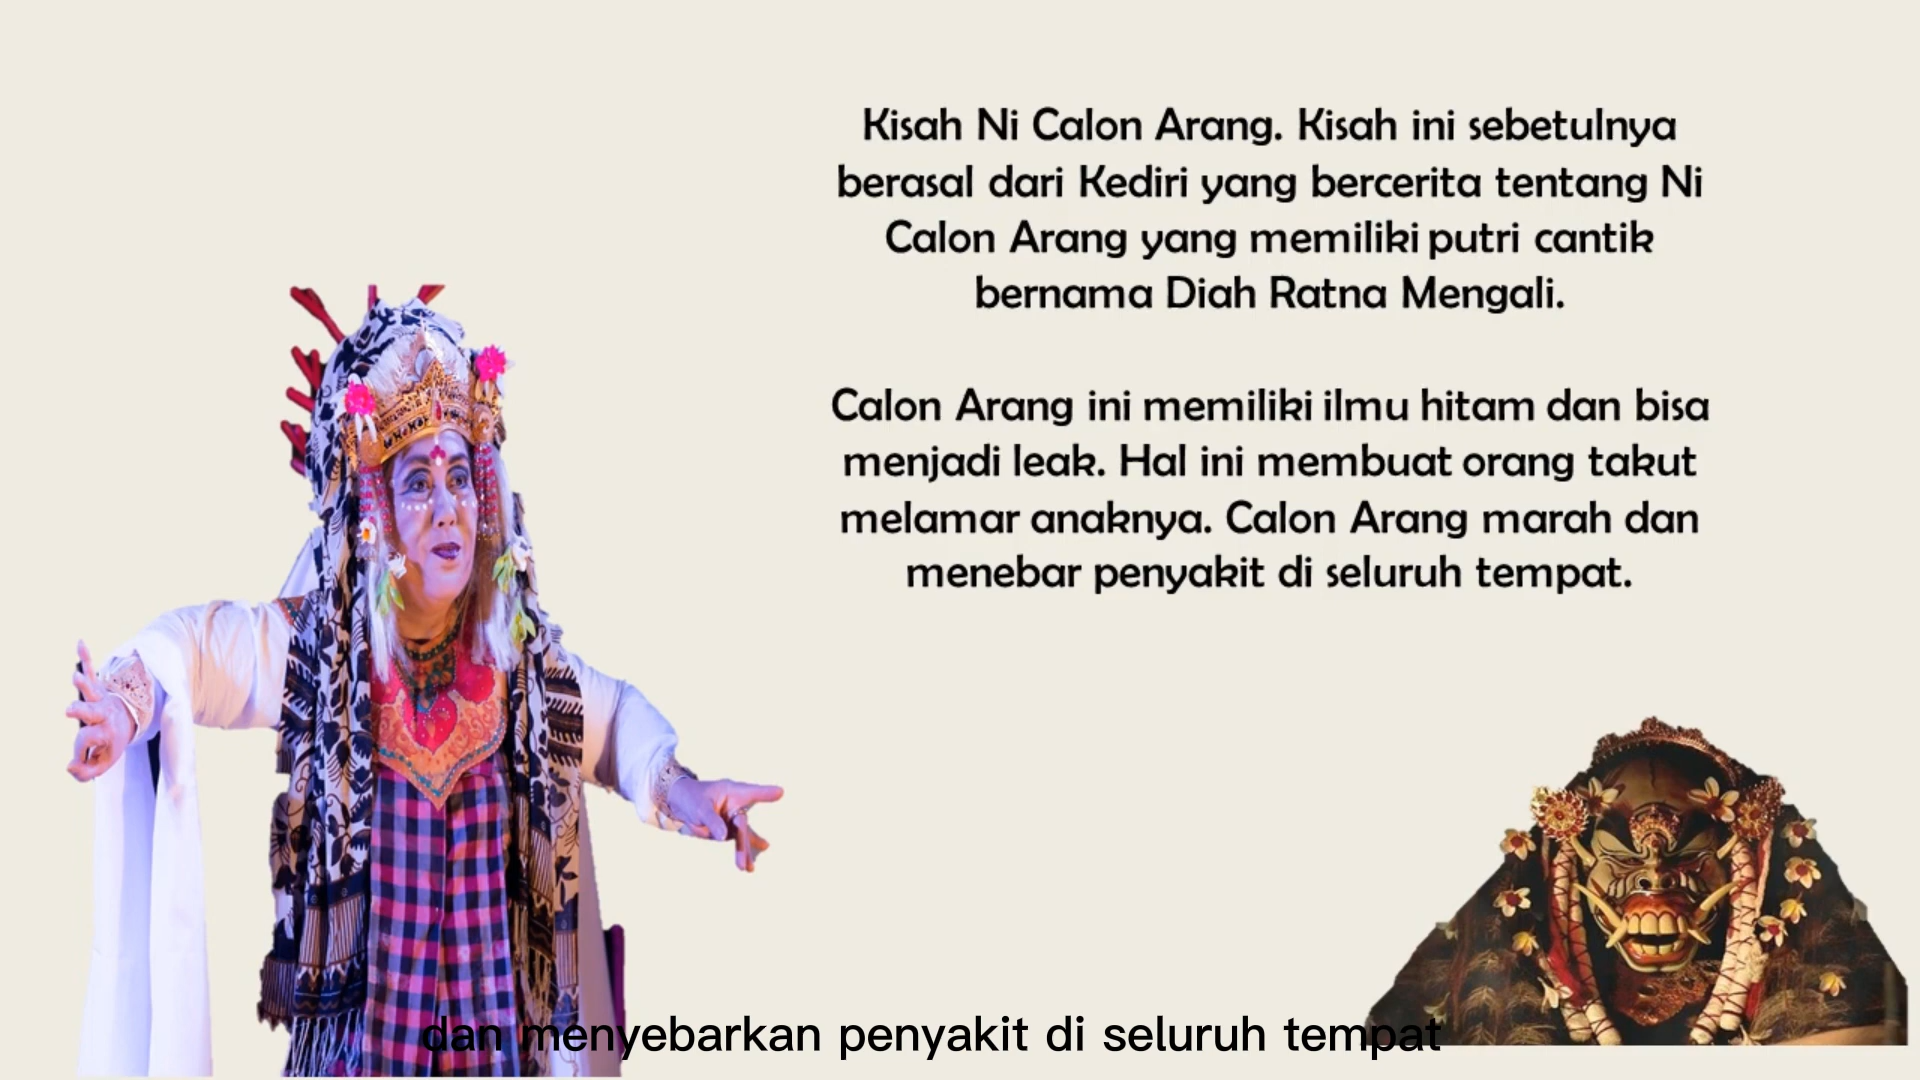 Kisah Ni Calon Arang. Kisah ini sebetulnya
berasal dari Kediri yang bercerita tentang Ni
Calon Arang yang memiliki putri cantik
bernama Diah Ratna Mengali.
Calon Arang ini memiliki ilmu hitam dan bisa
menjadi leak. Hal ini membuat orang takut
melamar anaknya. Calon Arang marah dan
menebar penyakit di seluruh tempat.
dan menyebarkan penyakit di seluruh tempat